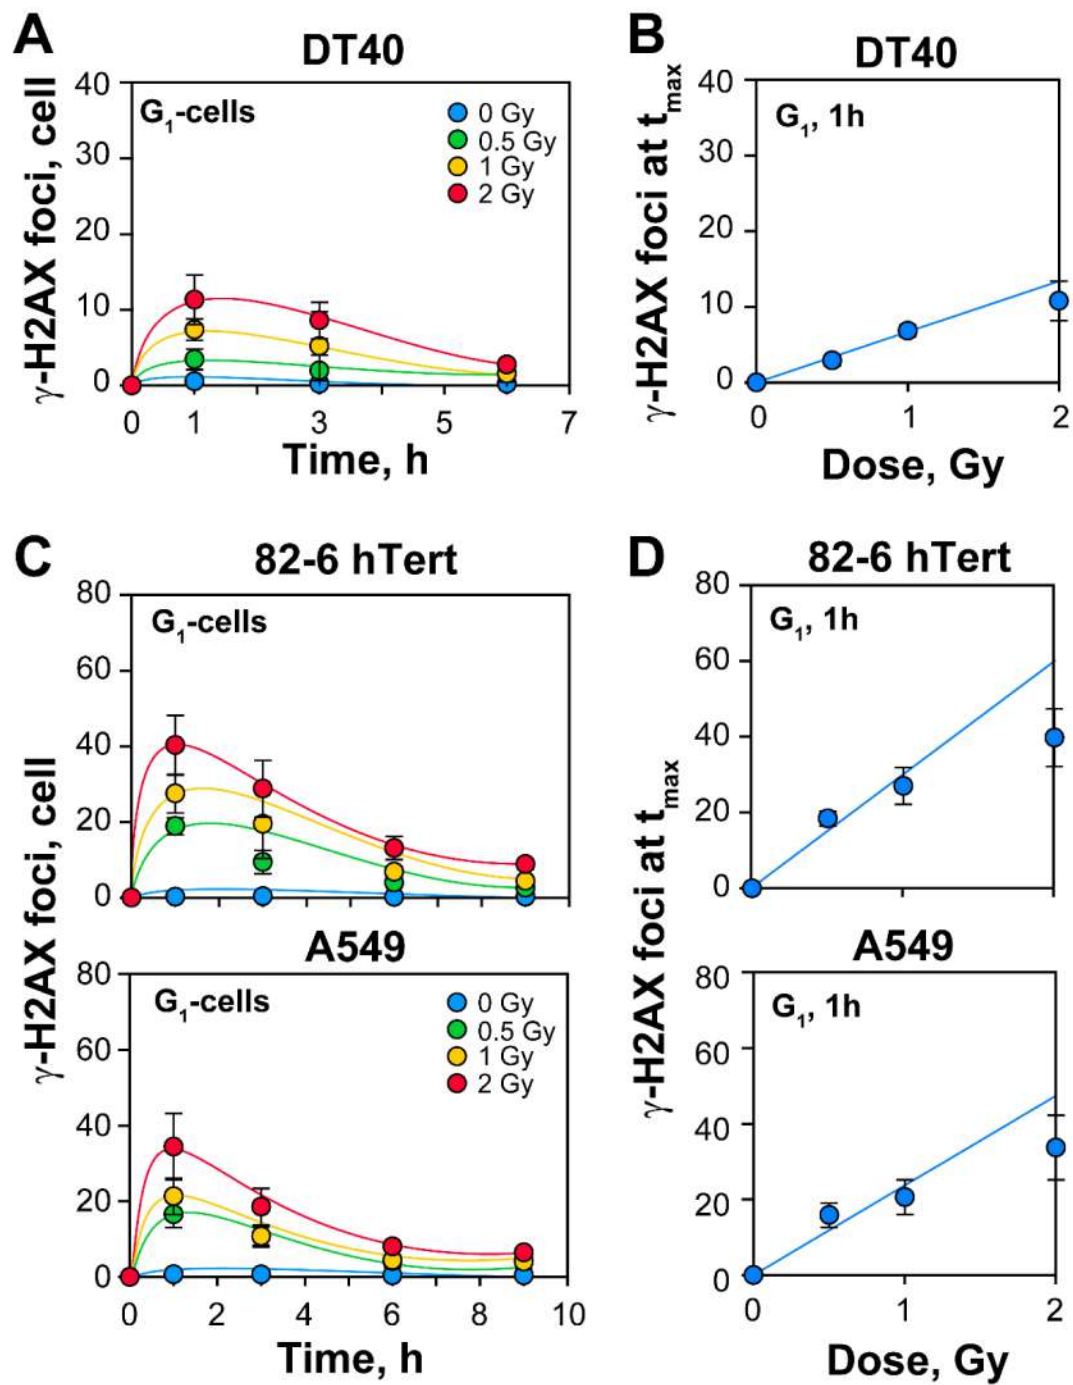 A
DT40
γ-H2AX foci, cell
G1-cells
0 Gy
0.5 Gy
1 Gy
2 Gy
40
30
20
10
0
0 1 3 5 7
Time, h
B
DT40
γ-H2AX foci at tmax
G1, 1h
40
30
20
10
0
0 1 2
Dose, Gy
C
82-6 hTert
γ-H2AX foci, cell
G1-cells
80
60
40
20
0
A549
G1-cells
0 Gy
0.5 Gy
1 Gy
2 Gy
80
60
40
20
0
0 2 4 6 8 10
Time, h
D
82-6 hTert
γ-H2AX foci at tmax
G1, 1h
80
60
40
20
0
A549
G1, 1h
80
60
40
20
0
0 1 2
Dose, Gy